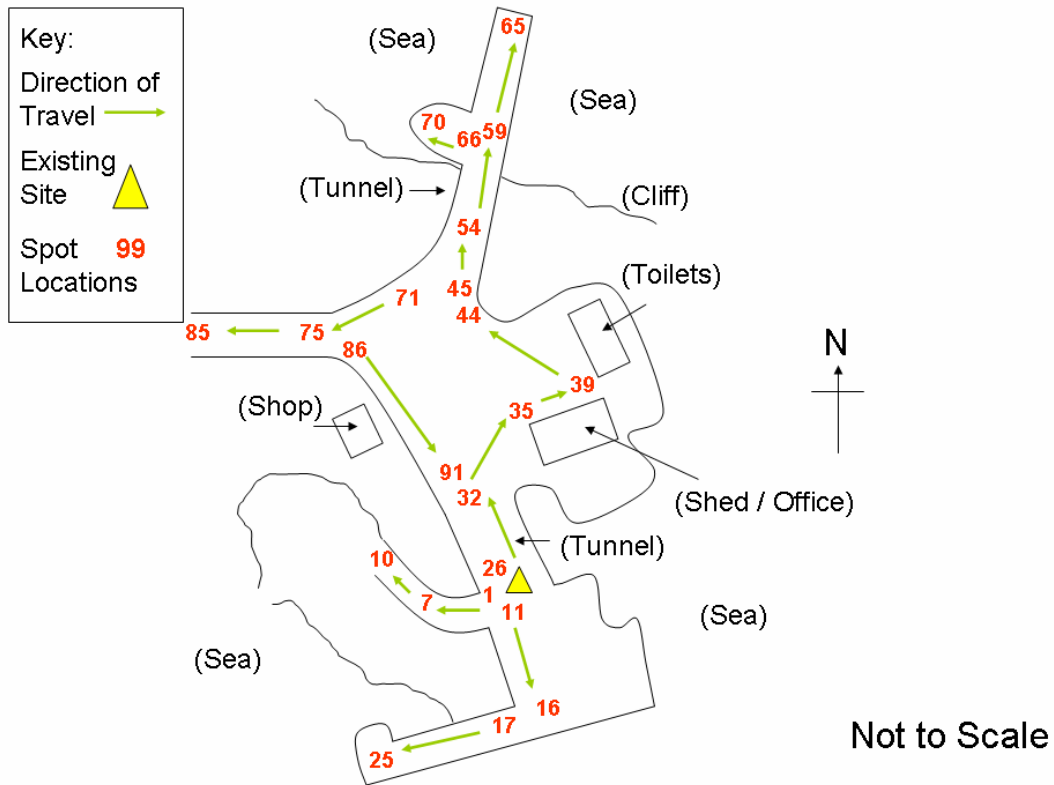 Key:
Direction of
Travel
Existing
Site
Spot 99
Locations
65
(Sea)
(Sea)
70
66
59
(Tunnel)
(Cliff)
54
(Toilets)
45
71
44
85
75
86
N
39
(Shop)
35
91
32
(Shed / Office)
(Tunnel)
10
26
1
7
11
(Sea)
(Sea)
16
17
25
Not to Scale